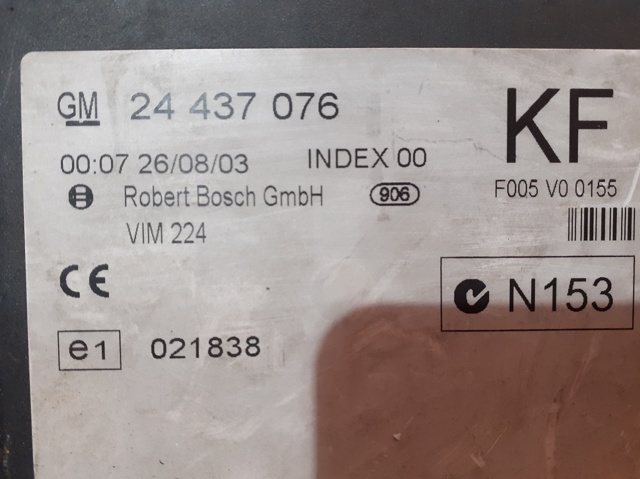 GM 24 437 076
KF
00:07 26/08/03 INDEX 00
F005 V0 0155
Robert Bosch GmbH 906
VIM 224
CE
N153
e1 021838